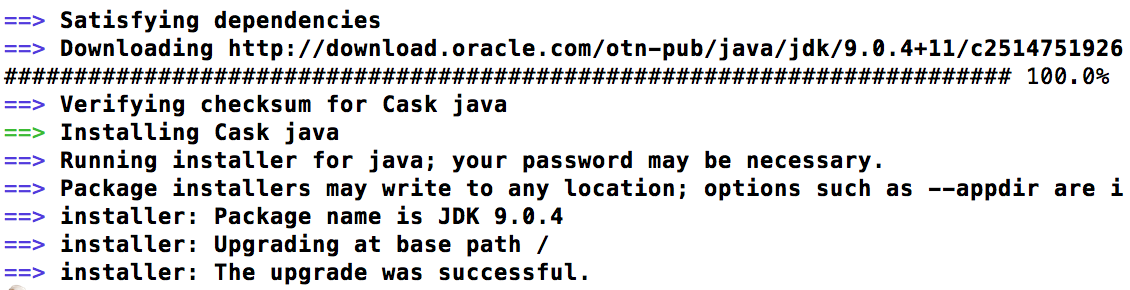 ==> Satisfying dependencies
==> Downloading http://download.oracle.com/otn-pub/java/jdk/9.0.4+11/c2514751926
######################################################################## 100.0%
==> Verifying checksum for Cask java
==> Installing Cask java
==> Running installer for java; your password may be necessary.
==> Package installers may write to any location; options such as --appdir are i
==> installer: Package name is JDK 9.0.4
==> installer: Upgrading at base path /
==> installer: The upgrade was successful.